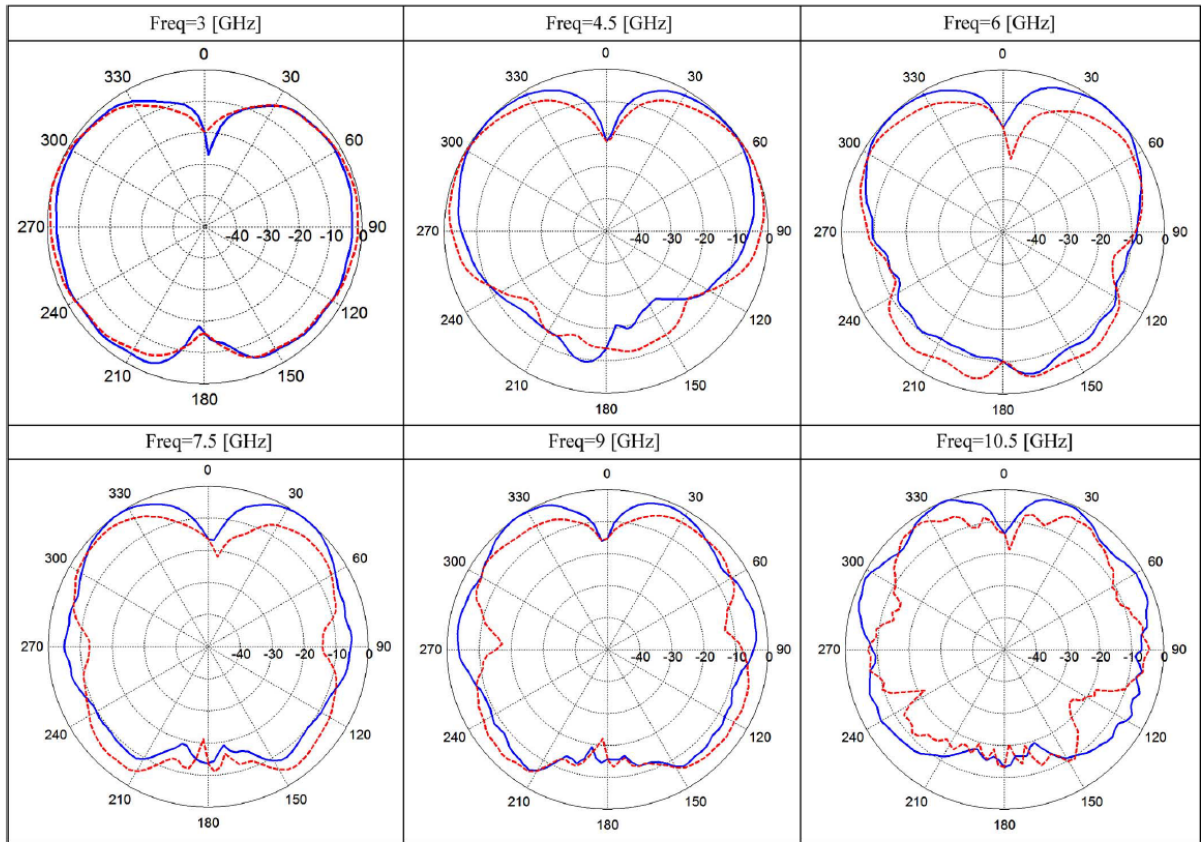 Freq=3 [GHz] Freq=4.5 [GHz] Freq=6 [GHz]
0 0 0
330 30 330 30 330 30
300 60 300 60 300 60
270 -40 -30 -20 -10 0 90 270 -40 -30 -20 -10 0 90 270 -40 -30 -20 -10 0 90
240 120 240 120 240 120
210 150 210 150 210 150
180 180 180
Freq=7.5 [GHz] Freq=9 [GHz] Freq=10.5 [GHz]
0 0 0
330 30 330 30 330 30
300 60 300 60 300 60
270 -40 -30 -20 -10 0 90 270 -40 -30 -20 -10 0 90 270 -40 -30 -20 -10 0 90
240 120 240 120 240 120
210 150 210 150 210 150
180 180 180